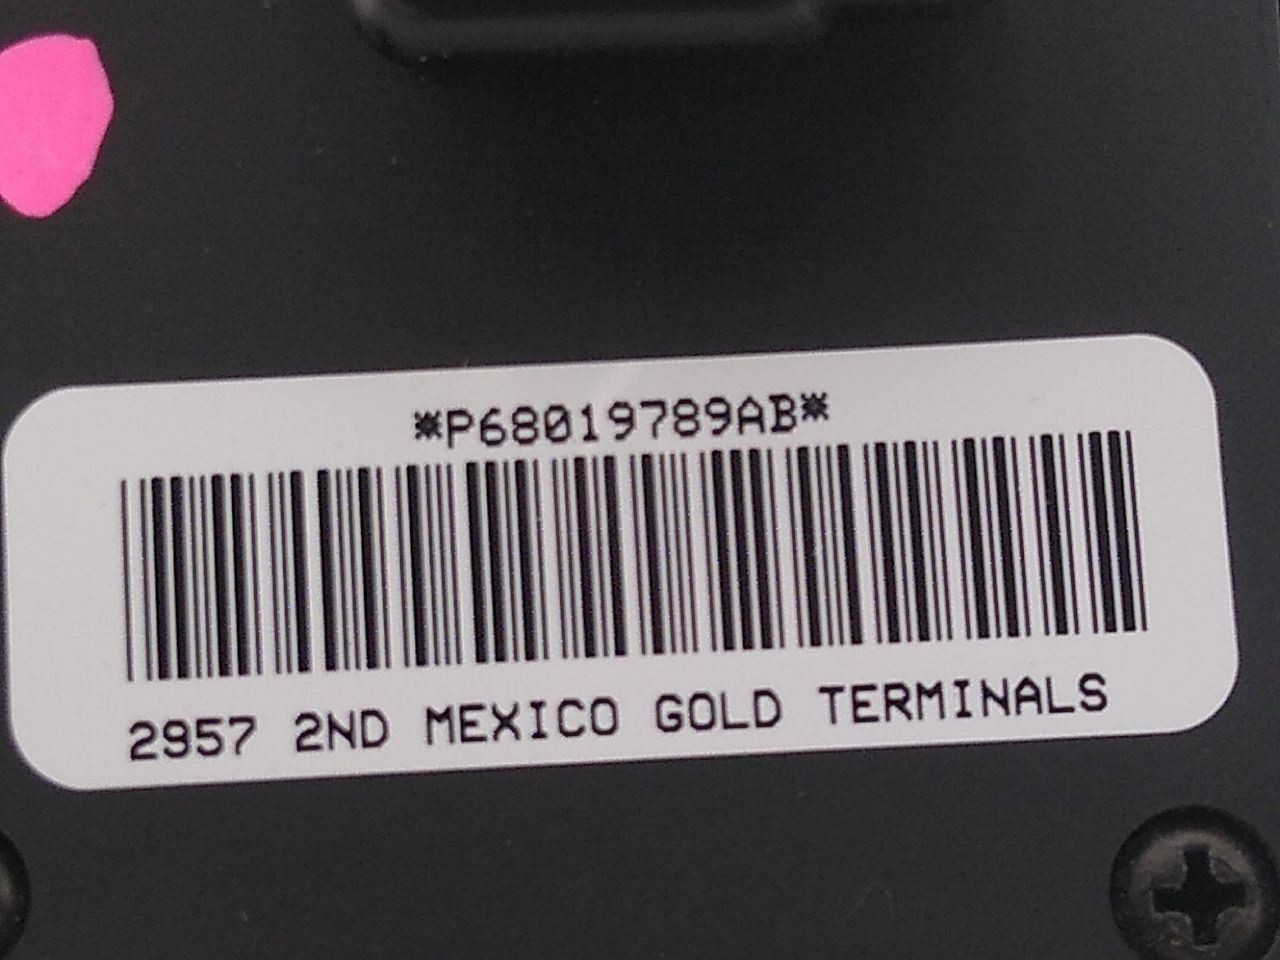 *P68019789AB*
2957 2ND MEXICO GOLD TERMINALS